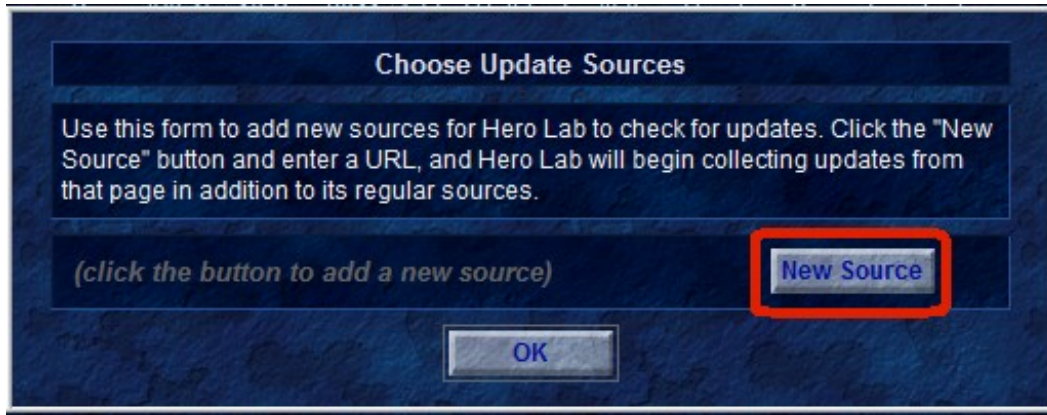 Choose Update Sources
Use this form to add new sources for Hero Lab to check for updates. Click the "New
Source" button and enter a URL, and Hero Lab will begin collecting updates from
that page in addition to its regular sources.
(click the button to add a new source)
New Source
OK